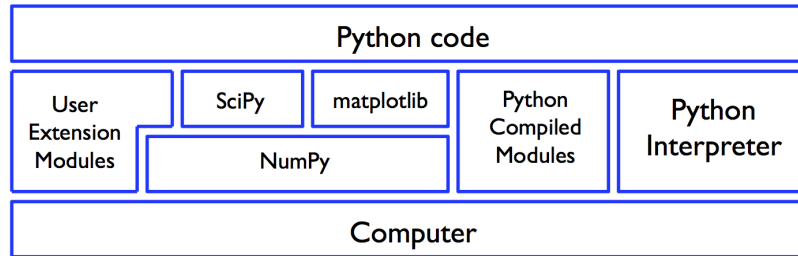 Python code
User
Extension
Modules
SciPy
matplotlib
NumPy
Python
Compiled
Modules
Python
Interpreter
Computer